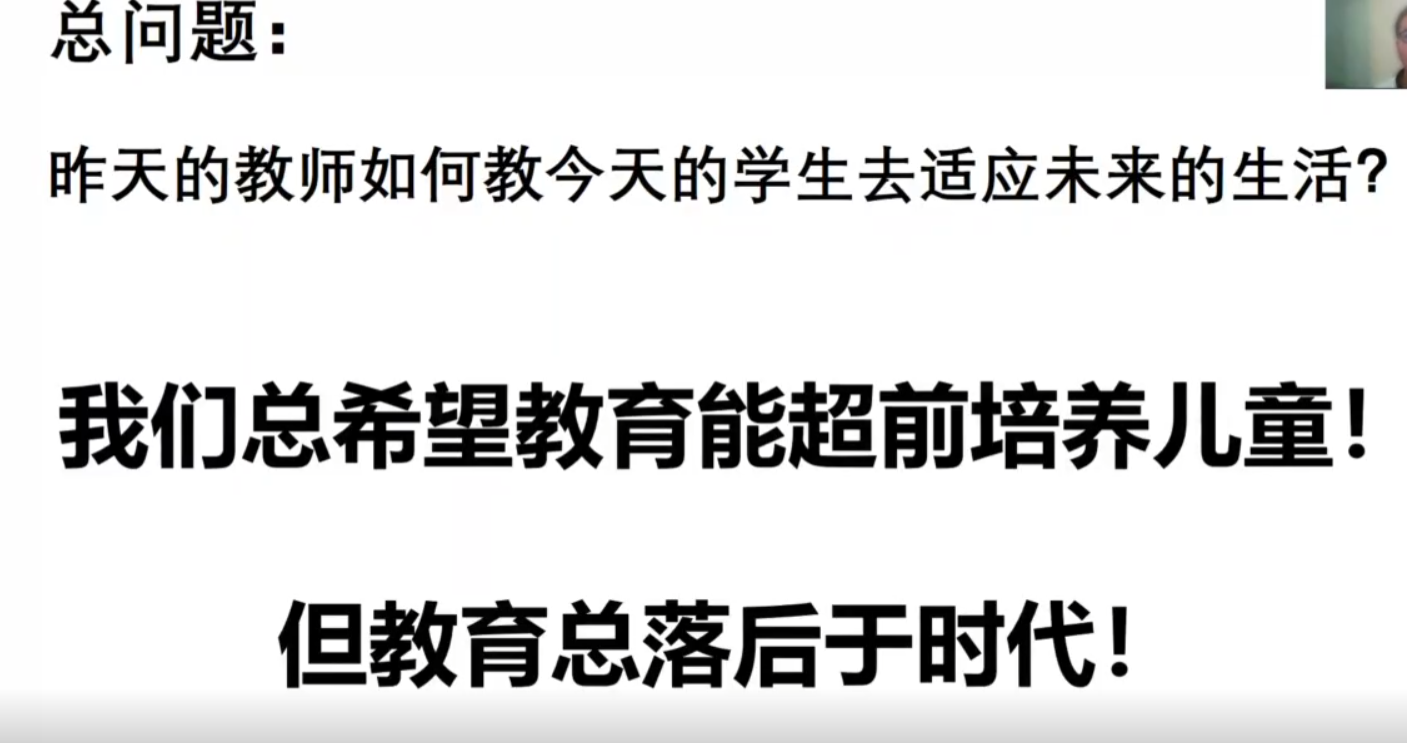 总问题：
昨天的教师如何教今天的学生去适应未来的生活？
我们总希望教育能超前培养儿童！
但教育总落后于时代！